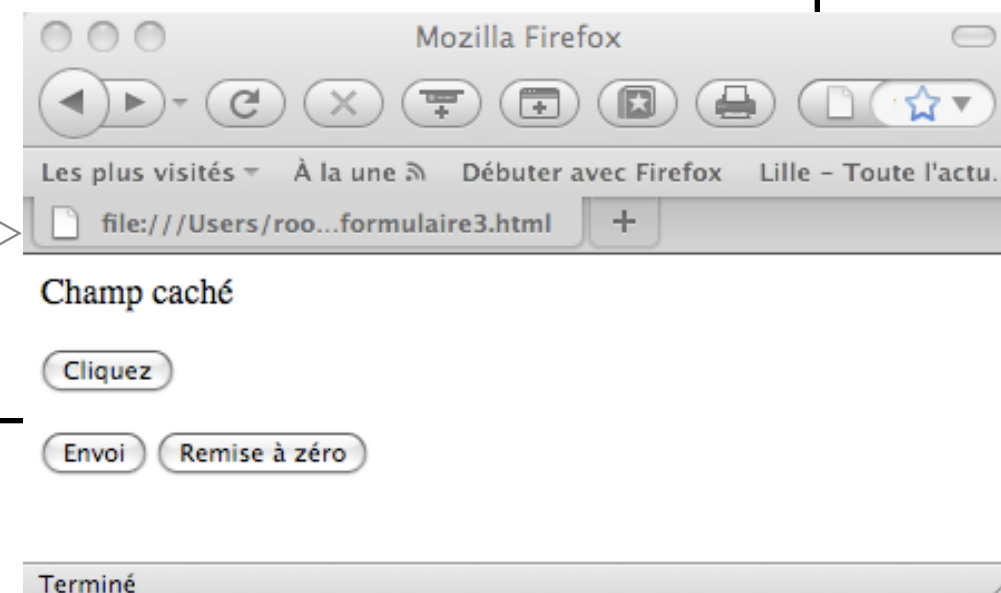 Mozilla Firefox
Les plus visités À la une Débuter avec Firefox Lille – Toute l'actu.
file:///Users/roo...formulaire3.html +
Champ caché
Cliquez
Envoi Remise à zéro
Terminé